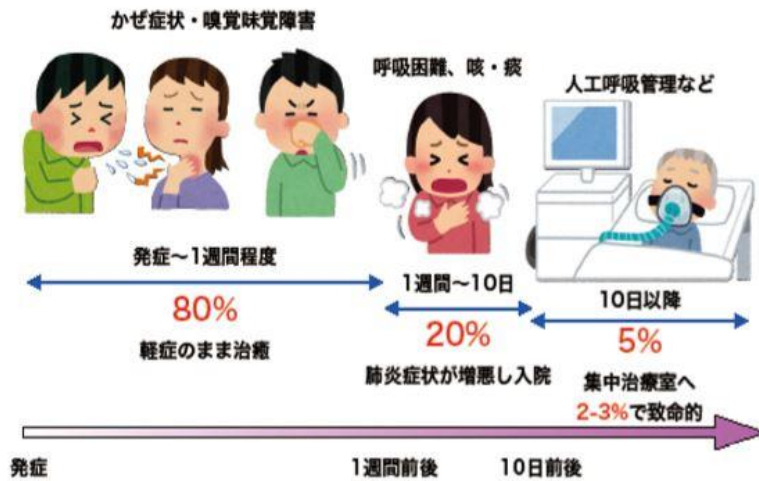 かぜ症状・嗅覚味覚障害
呼吸困難、咳・痰
人工呼吸管理など
発症〜1週間程度
80%
軽症のまま治癒
1週間〜10日
20%
肺炎症状が増悪し入院
10日以降
5%
集中治療室へ
2-3%で致命的
発症
1週間前後
10日前後